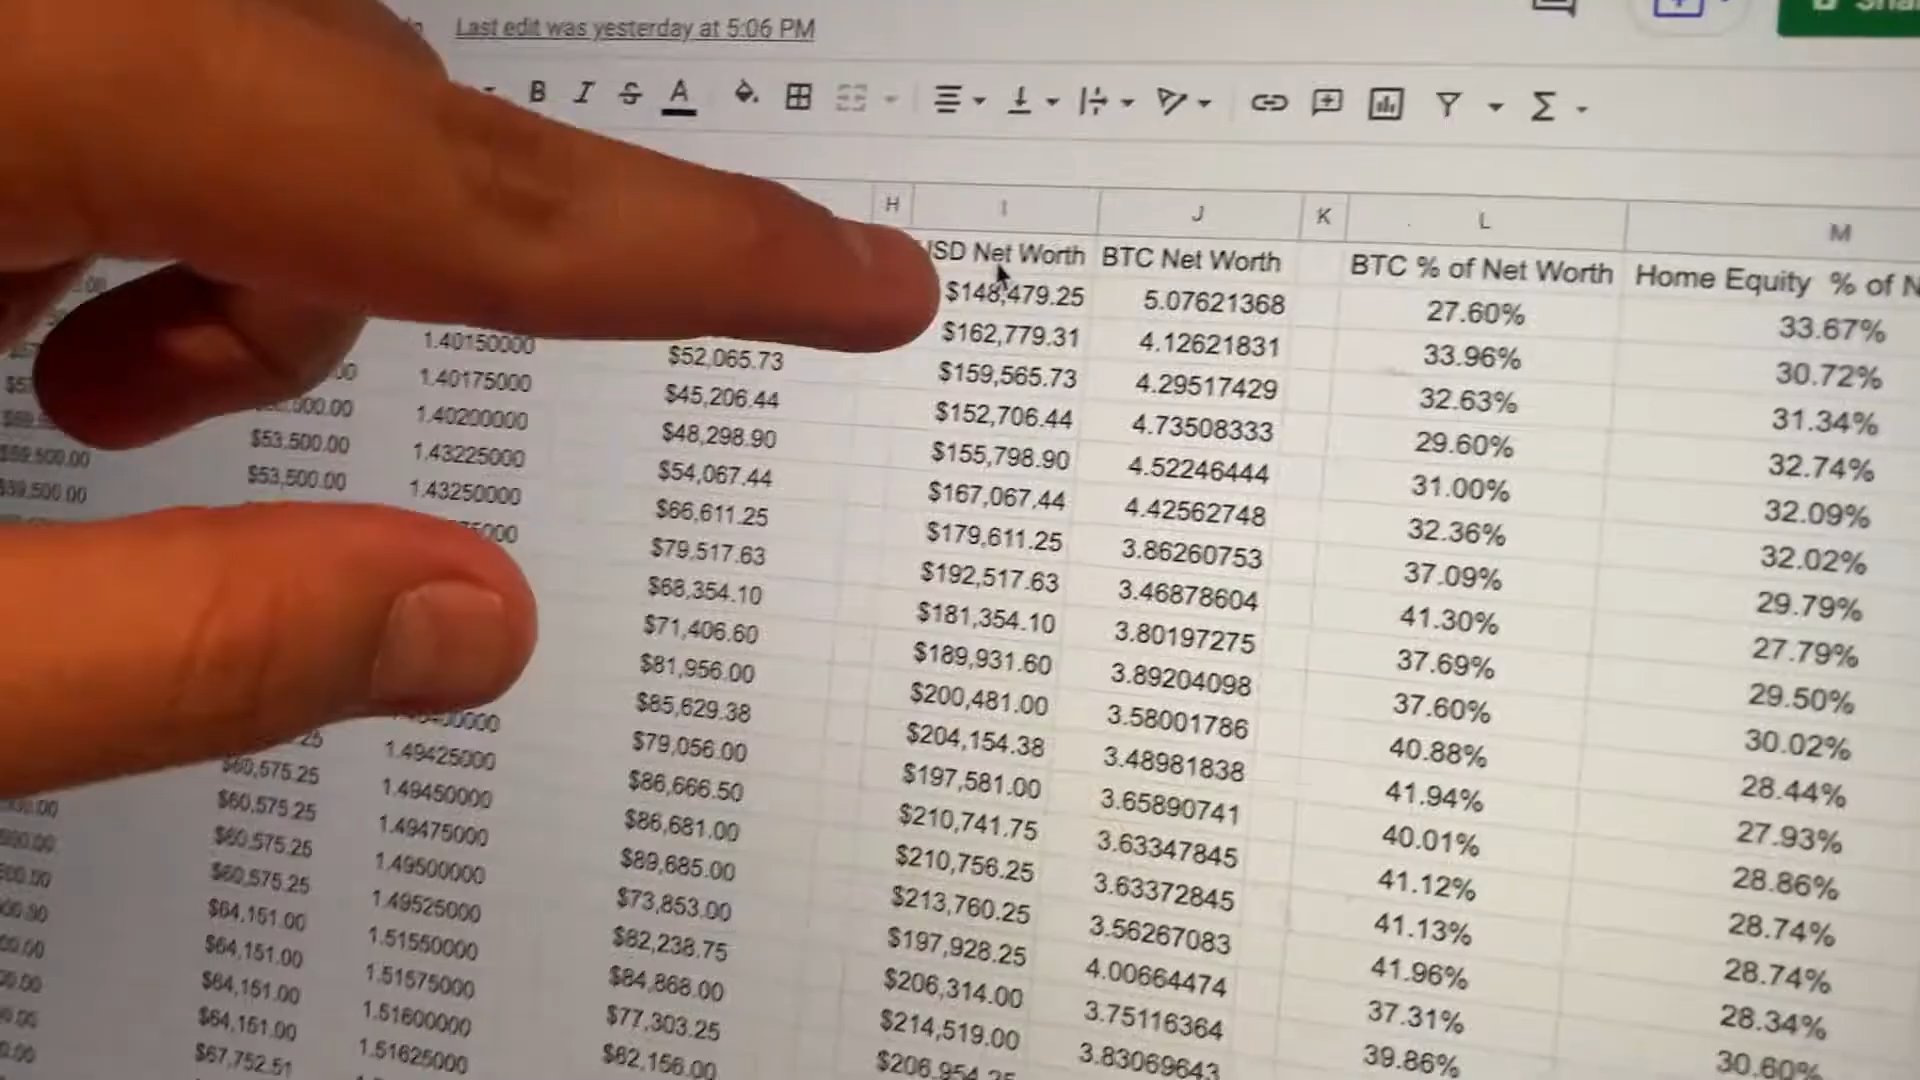 Last edit was yesterday at 5:06 PM
B I S A
H I J K L M
USD Net Worth BTC Net Worth BTC % of Net Worth Home Equity % of N
$148,479.25 5.07621368 27.60% 33.67%
1.40150000 $52,065.73 $162,779.31 4.12621831 33.96% 30.72%
1.40175000 $45,206.44 $159,565.73 4.29517429 32.63% 31.34%
1.40200000 $48,298.90 $152,706.44 4.73508333 29.60% 32.74%
$53,500.00 1.43225000 $54,067.44 $155,798.90 4.52246444 31.00% 32.09%
$53,500.00 1.43250000 $66,611.25 $167,067.44 4.42562748 32.36% 32.02%
$79,517.63 $179,611.25 3.86260753 37.09% 29.79%
$68,354.10 $192,517.63 3.46878604 41.30% 27.79%
$71,406.60 $181,354.10 3.80197275 37.69% 29.50%
$81,956.00 $189,931.60 3.89204098 37.60% 30.02%
$85,629.38 $200,481.00 3.58001786 40.88% 28.44%
1.49425000 $79,056.00 $204,154.38 3.48981838 41.94% 27.93%
$60,575.25 1.49450000 $86,666.50 $197,581.00 3.65890741 40.01% 28.86%
$60,575.25 1.49475000 $86,681.00 $210,741.75 3.63347845 41.12% 28.74%
$60,575.25 1.49500000 $89,685.00 $210,756.25 3.63372845 41.13% 28.74%
$60,575.25 1.49525000 $73,853.00 $213,760.25 3.56267083 41.96% 28.34%
$64,151.00 1.51550000 $82,238.75 $197,928.25 4.00664474 37.31% 30.60%
$64,151.00 1.51575000 $84,868.00 $206,314.00 3.75116364 39.86%
$64,151.00 1.51600000 $77,303.25 $214,519.00 3.83069643
$64,151.00 1.51625000 $82,156.00 $206,954.25
$67,752.51